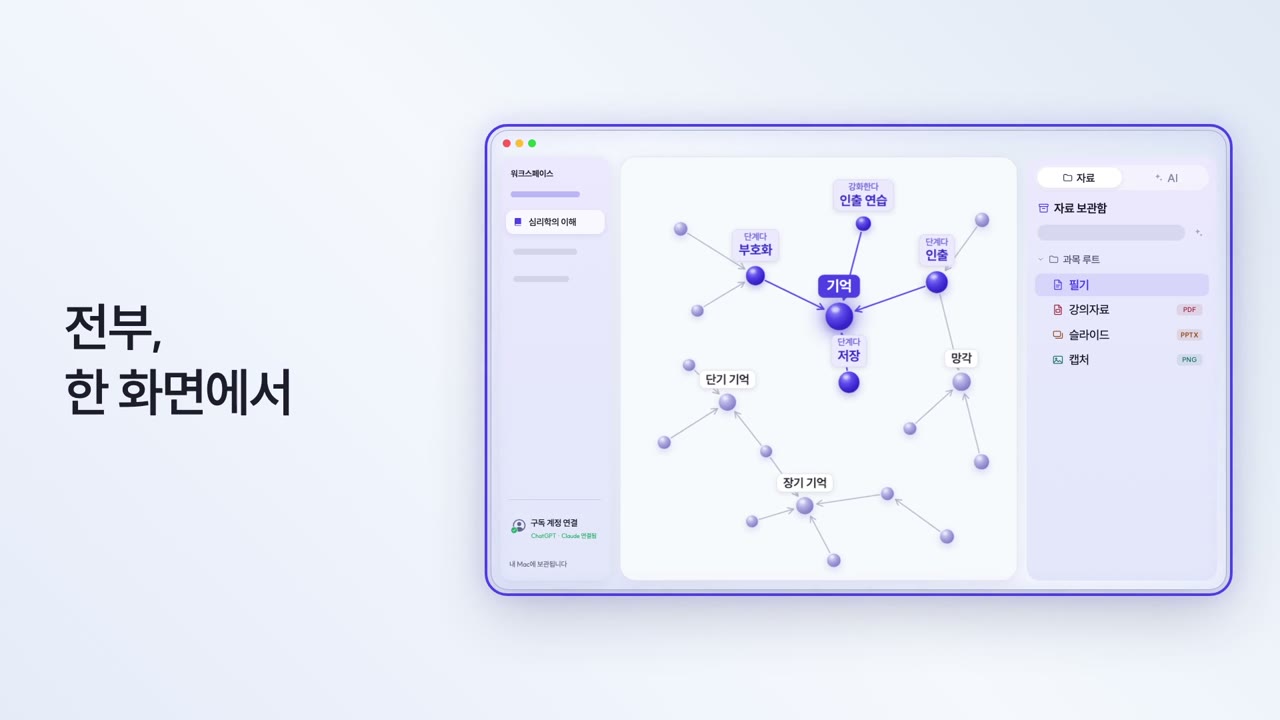 전부,
한 화면에서
워크스페이스
심리학의 이해
구독 계정 연결
ChatGPT · Claude 연결됨
내 Mac에 보관됩니다
강화한다
인출 연습
단계다
부호화
단계다
인출
기억
단계다
저장
망각
단기 기억
장기 기억
자료
AI
자료 보관함
과목 루트
필기
강의자료 PDF
슬라이드 PPTX
캡처 PNG